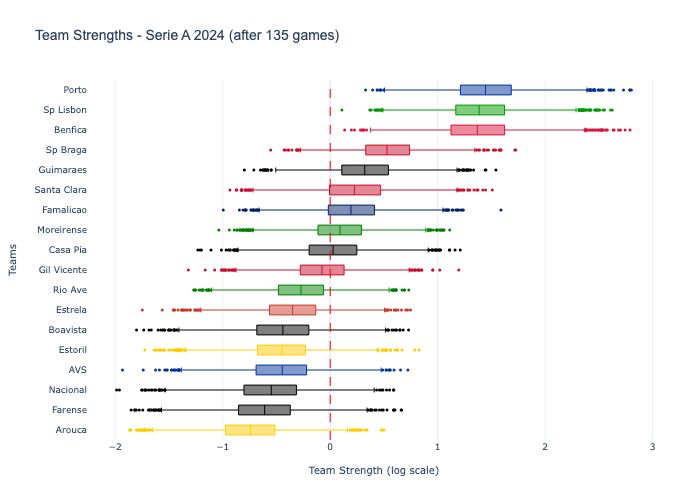 Team Strengths - Serie A 2024 (after 135 games)
Porto
Sp Lisbon
Benfica
Sp Braga
Guimaraes
Santa Clara
Famalicao
Moreirense
Casa Pia
Gil Vicente
Rio Ave
Estrela
Boavista
Estoril
AVS
Nacional
Farense
Arouca
Teams
−2 −1 0 1 2 3
Team Strength (log scale)